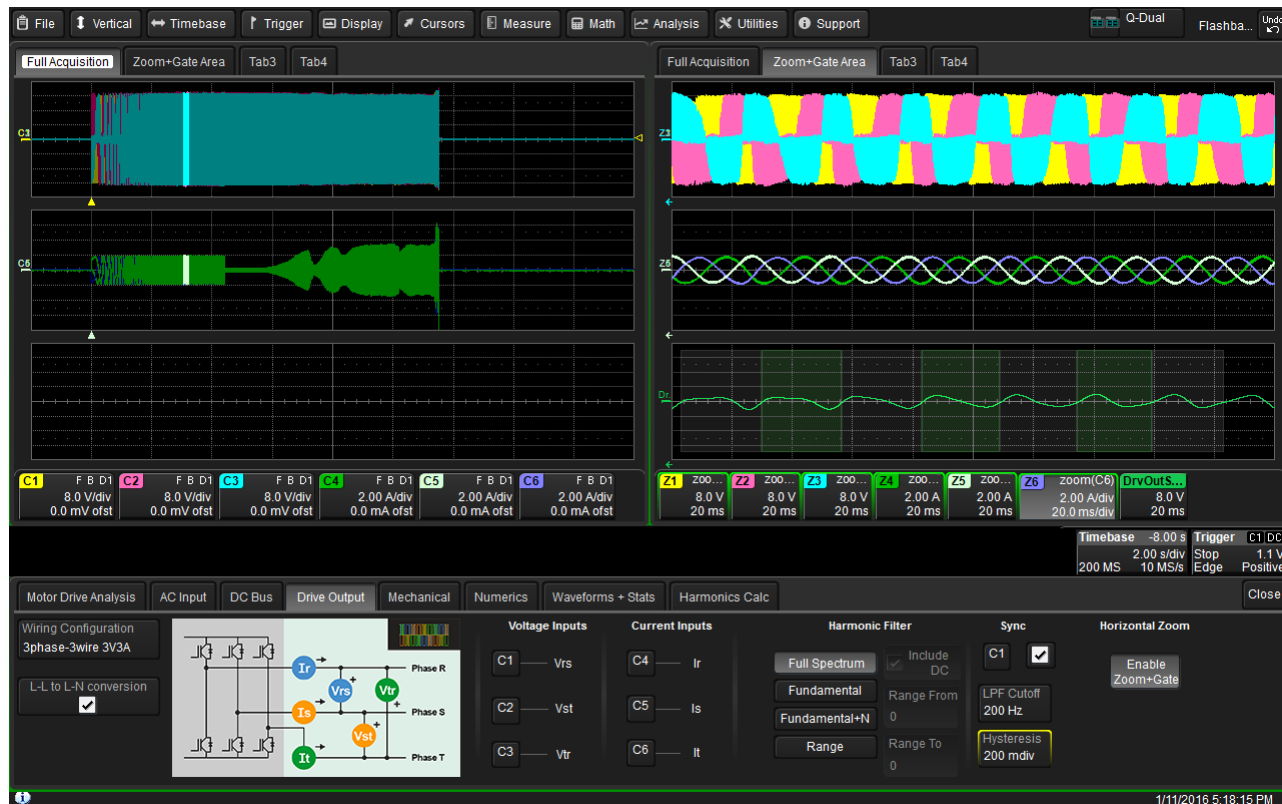 File Vertical Timebase Trigger Display Cursors Measure Math Analysis Utilities Support Q-Dual Flashba... Undo
Full Acquisition Zoom+Gate Area Tab3 Tab4
Full Acquisition Zoom+Gate Area Tab3 Tab4
C3
C6
Z3
Z6
Dr.
C1 F B D1 C2 F B D1 C3 F B D1 C4 F B D1 C5 F B D1 C6 F B D1
8.0 V/div 8.0 V/div 8.0 V/div 2.00 A/div 2.00 A/div 2.00 A/div
0.0 mV ofst 0.0 mV ofst 0.0 mV ofst 0.0 mA ofst 0.0 mA ofst 0.0 mA ofst
Z1 zoo... Z2 zoo... Z3 zoo... Z4 zoo... Z5 zoo... Z6 zoom(C6) DrvOutS...
8.0 V 8.0 V 8.0 V 2.00 A 2.00 A 2.00 A/div 8.0 V
20 ms 20 ms 20 ms 20 ms 20 ms 20.0 ms/div 20 ms
Timebase -8.00 s Trigger C1 DC
2.00 s/div Stop 1.1 V
200 MS 10 MS/s Edge Positive
Motor Drive Analysis AC Input DC Bus Drive Output Mechanical Numerics Waveforms + Stats Harmonics Calc Close
Wiring Configuration
3phase-3wire 3V3A
L-L to L-N conversion
Ir
Phase R
Vrs
Vtr
Is
Phase S
Vst
It
Phase T
Voltage Inputs
C1 Vrs
C2 Vst
C3 Vtr
Current Inputs
C4 Ir
C5 Is
C6 It
Harmonic Filter
Full Spectrum
Fundamental
Fundamental+N
Range
Include
DC
Range From
0
Range To
0
Sync
C1
LPF Cutoff
200 Hz
Hysteresis
200 mdiv
Horizontal Zoom
Enable
Zoom+Gate
1/11/2016 5:18:15 PM